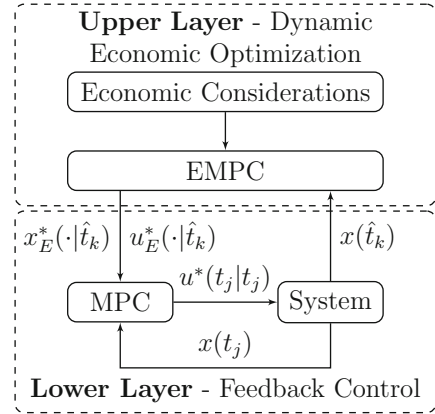 Upper Layer - Dynamic
Economic Optimization
Economic Considerations
EMPC
x*_E(·|t̂_k) u*_E(·|t̂_k) x(t̂_k)
u*(t_j|t_j)
MPC System
x(t_j)
Lower Layer - Feedback Control